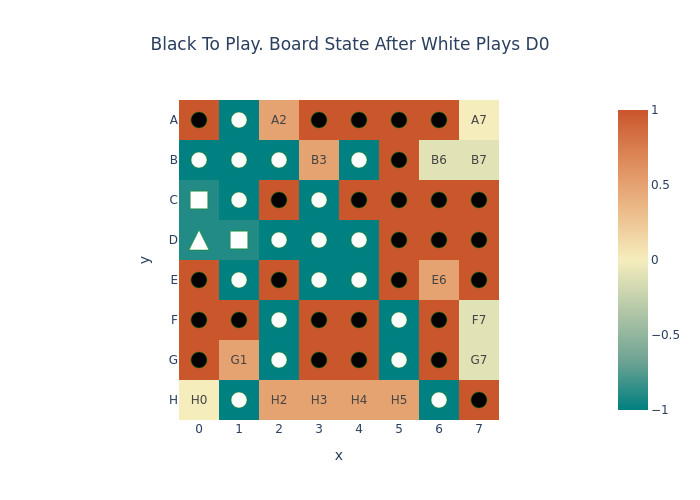 Black To Play. Board State After White Plays D0
A A2 A7 1
B B3 B6 B7
C 0.5
D
y 0
E E6
F F7 −0.5
G G1 G7
H H0 H2 H3 H4 H5 −1
0 1 2 3 4 5 6 7
x